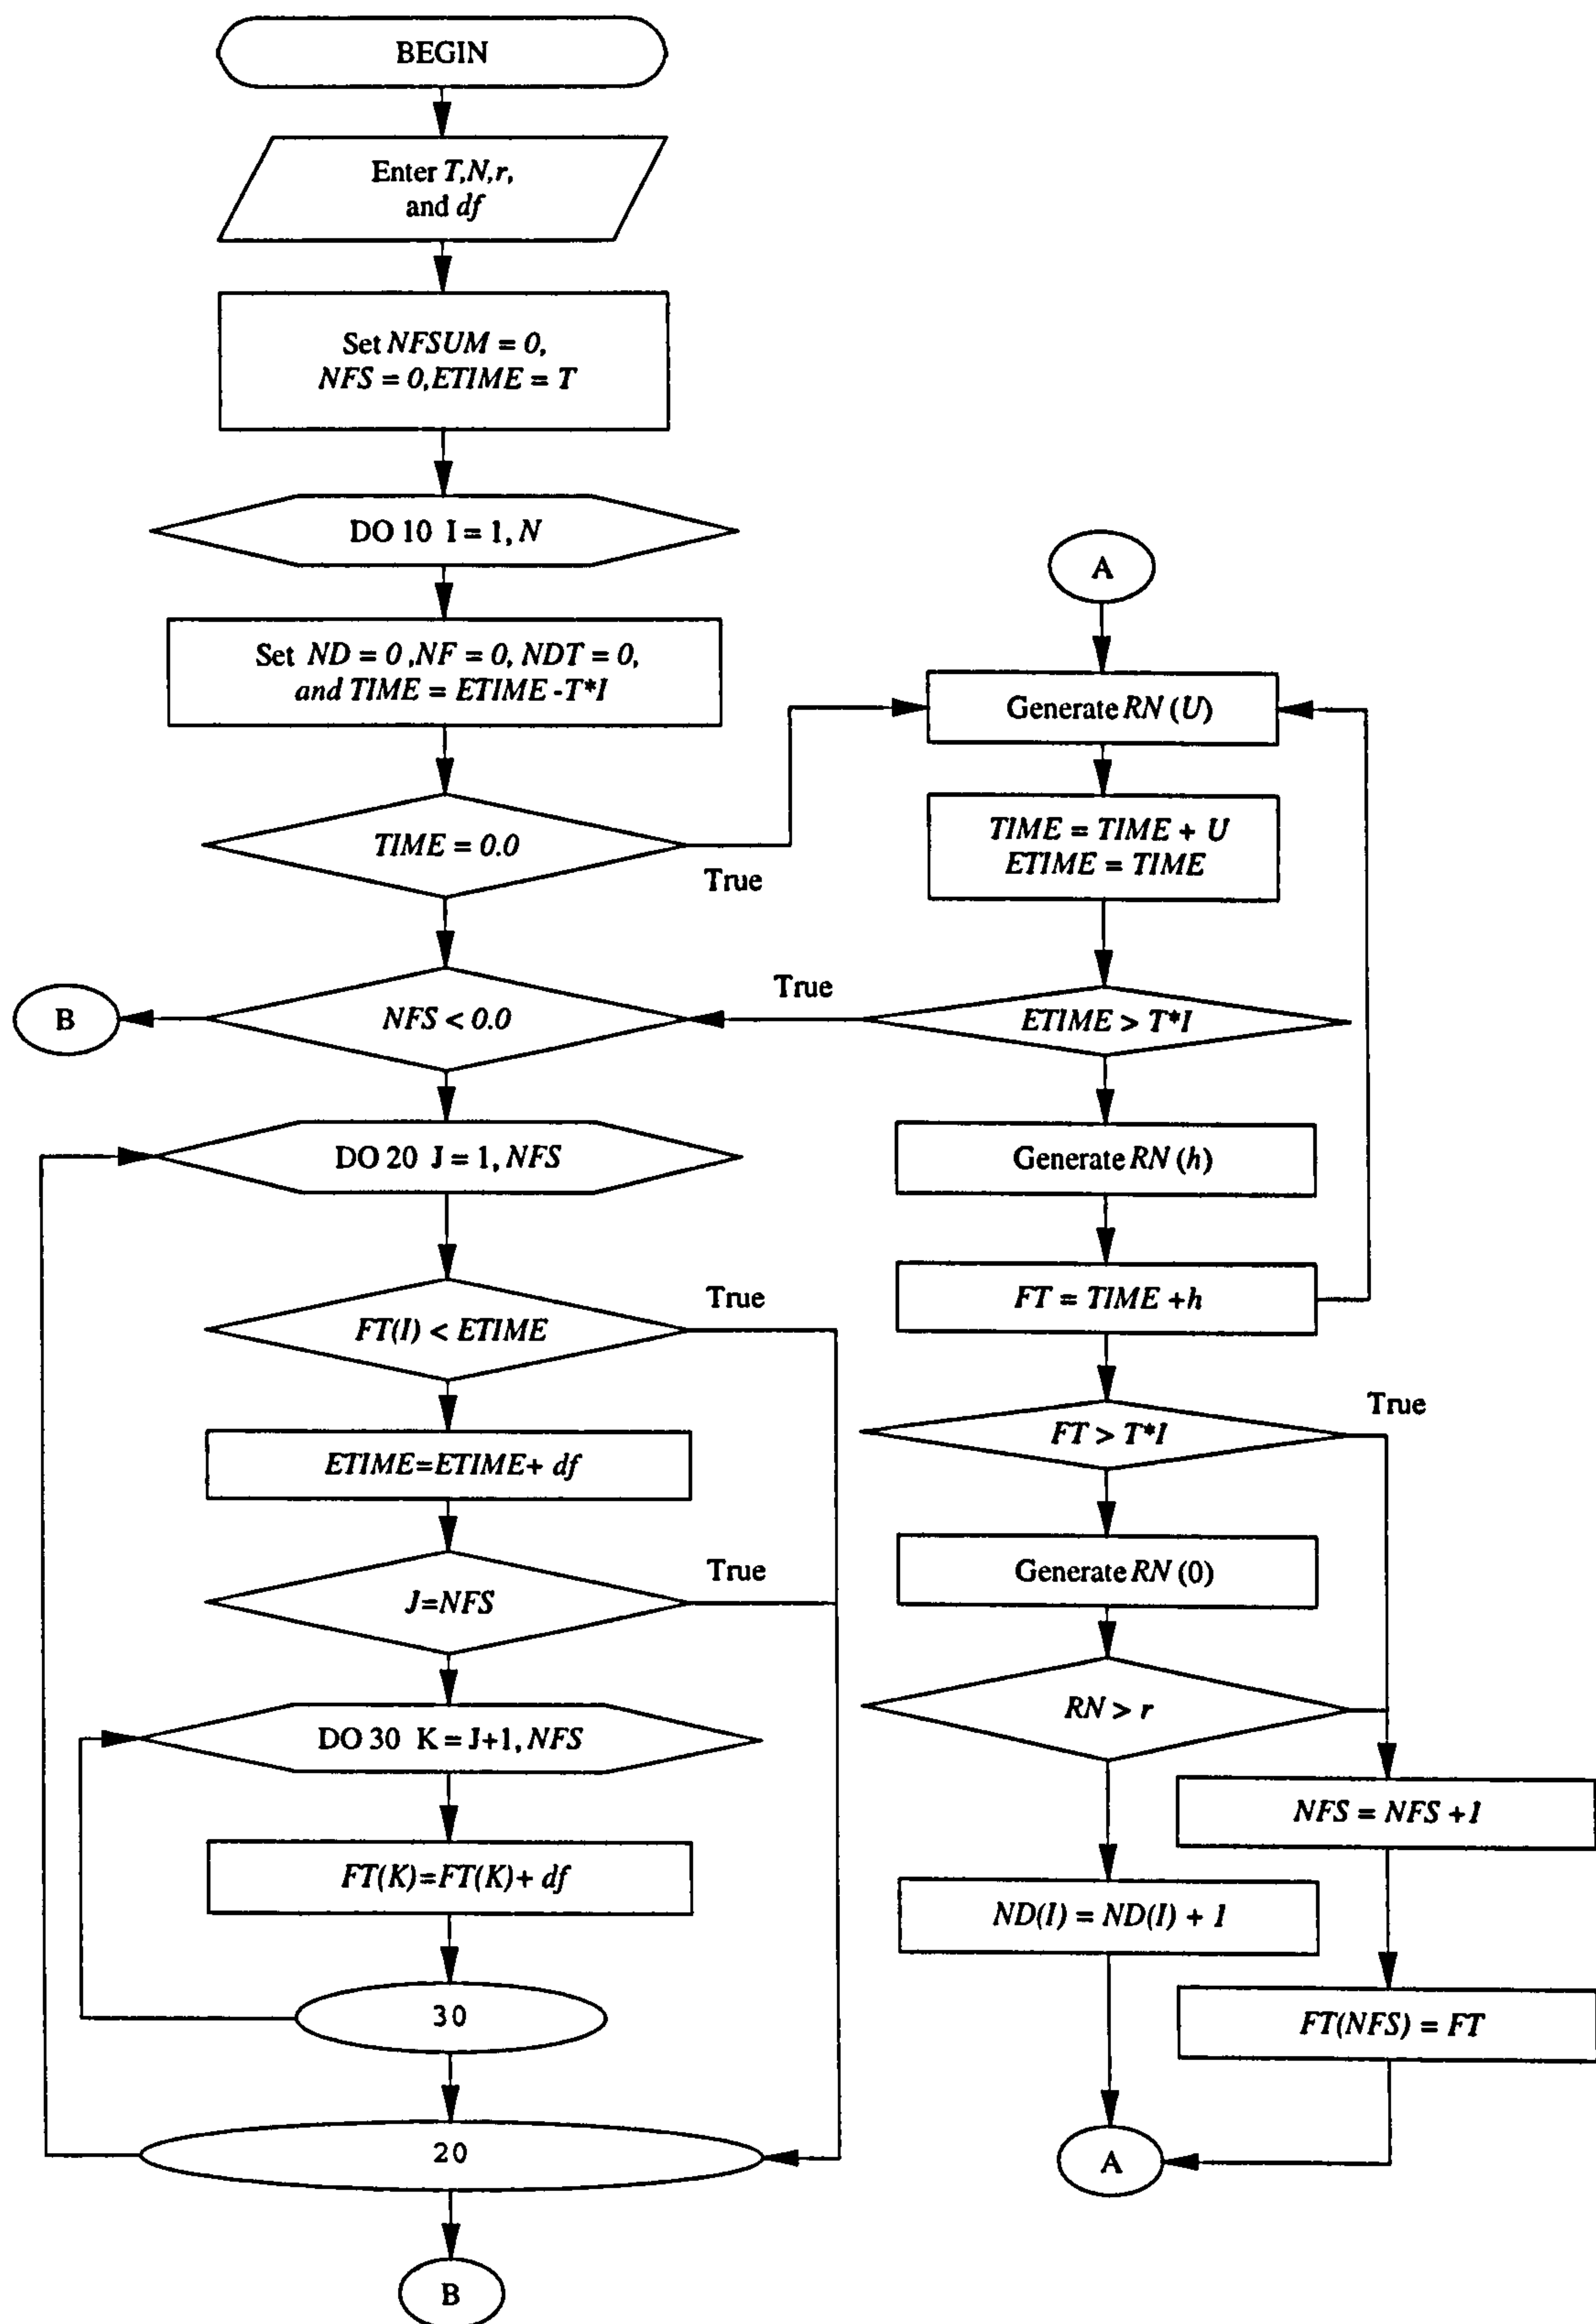 BEGIN
Enter T,N,r,
and df
Set NFSUM = 0,
NFS = 0,ETIME = T
DO 10 I = 1, N
Set ND = 0 ,NF = 0, NDT = 0,
and TIME = ETIME -T*I
TIME = 0.0
True
NFS < 0.0
B
DO 20 J = 1, NFS
FT(I) < ETIME
True
ETIME=ETIME+ df
J=NFS
True
DO 30 K = J+1, NFS
FT(K)=FT(K)+ df
30
20
B
A
Generate RN (U)
TIME = TIME + U
ETIME = TIME
True
ETIME > T*I
Generate RN (h)
FT = TIME +h
FT > T*I
True
Generate RN (0)
RN > r
NFS = NFS +1
ND(I) = ND(I) + 1
FT(NFS) = FT
A